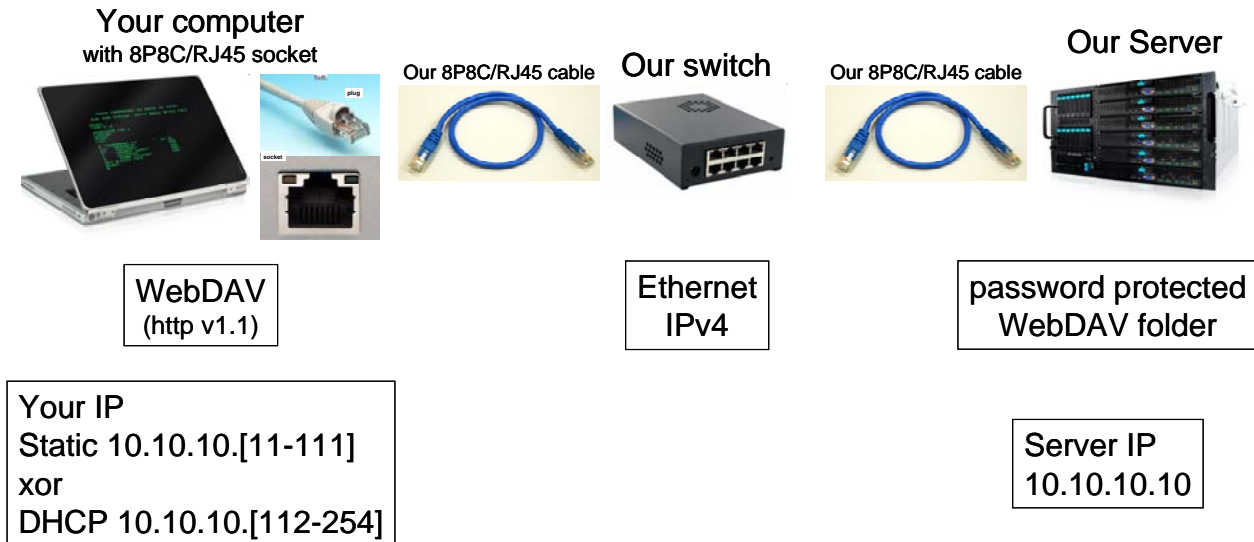 Your computer
with 8P8C/RJ45 socket
plug
socket
Our 8P8C/RJ45 cable
Our switch
Our 8P8C/RJ45 cable
Our Server
WebDAV
(http v1.1)
Ethernet
IPv4
password protected
WebDAV folder
Your IP
Static 10.10.10.[11-111]
xor
DHCP 10.10.10.[112-254]
Server IP
10.10.10.10